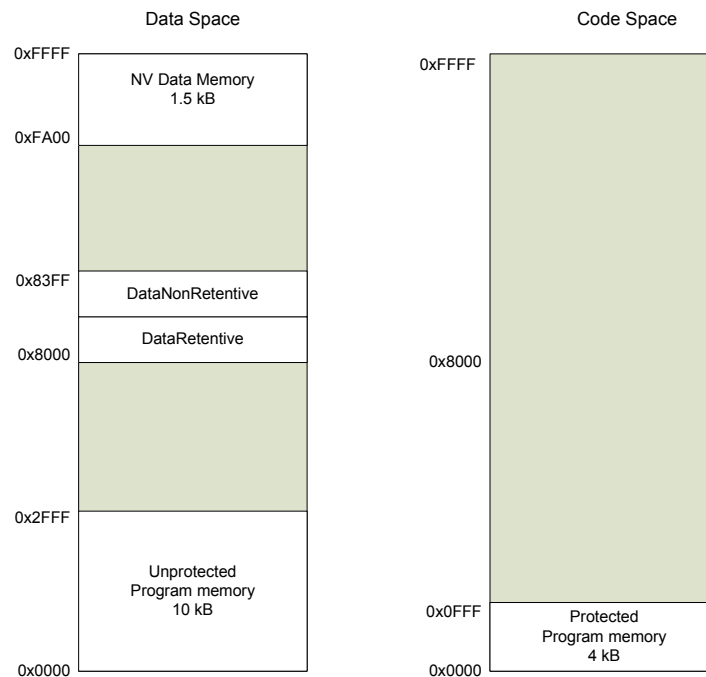 Data Space
0xFFFF
NV Data Memory
1.5 kB
0xFA00
0x83FF
DataNonRetentive
DataRetentive
0x8000
0x2FFF
Unprotected
Program memory
10 kB
0x0000
Code Space
0xFFFF
0x8000
0x0FFF
Protected
Program memory
4 kB
0x0000